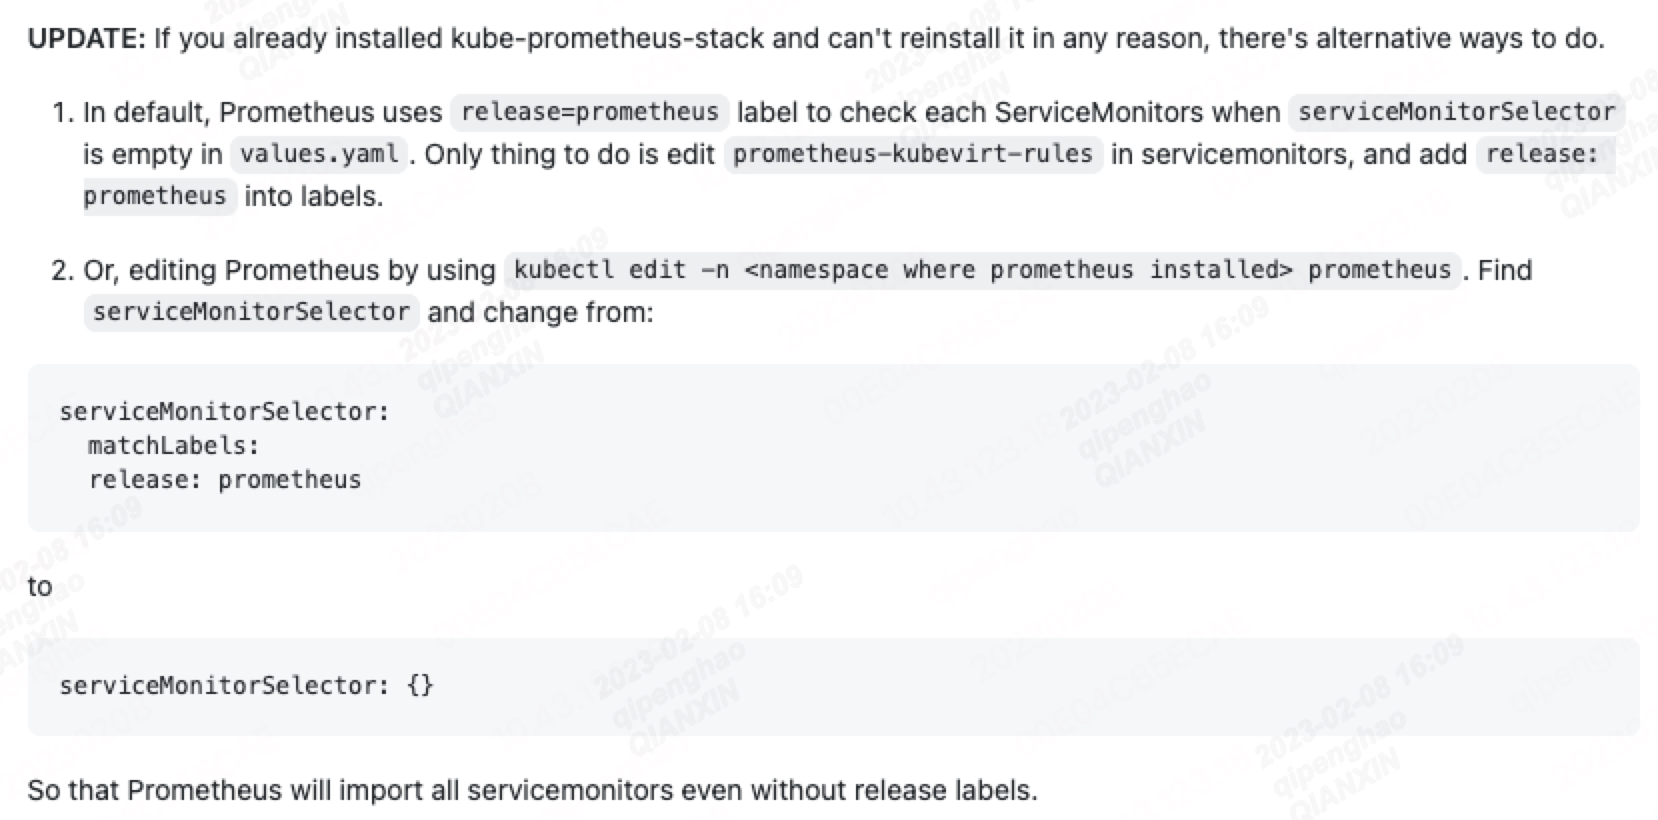 UPDATE: If you already installed kube-prometheus-stack and can't reinstall it in any reason, there's alternative ways to do.
1. In default, Prometheus uses release=prometheus label to check each ServiceMonitors when serviceMonitorSelector
is empty in values.yaml . Only thing to do is edit prometheus-kubevirt-rules in servicemonitors, and add release:
prometheus into labels.
2. Or, editing Prometheus by using kubectl edit -n <namespace where prometheus installed> prometheus . Find
serviceMonitorSelector and change from:
serviceMonitorSelector:
  matchLabels:
  release: prometheus
to
serviceMonitorSelector: {}
So that Prometheus will import all servicemonitors even without release labels.
2023-02-08 16:09
qipenghao
QIANXIN